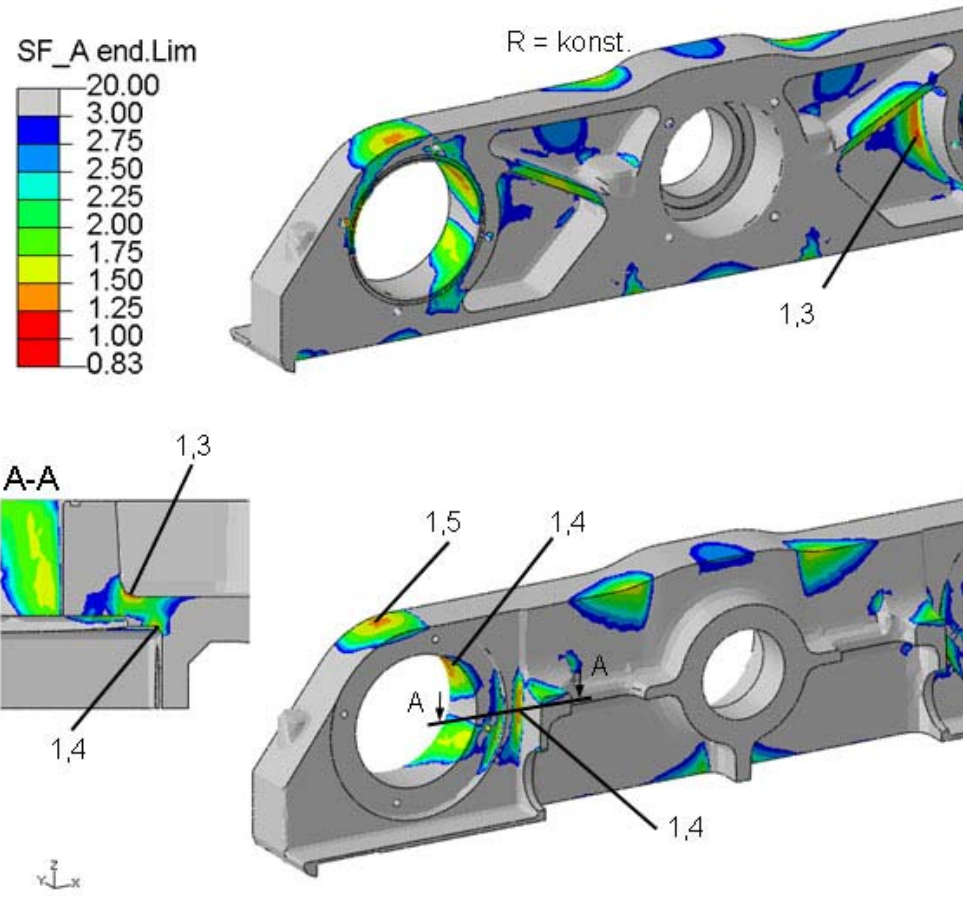 SF_A end.Lim
20.00
3.00
2.75
2.50
2.25
2.00
1.75
1.50
1.25
1.00
0.83
R = konst.
1,3
A-A
1,3
1,4
1,5
1,4
A
A
1,4
Z
Y
X